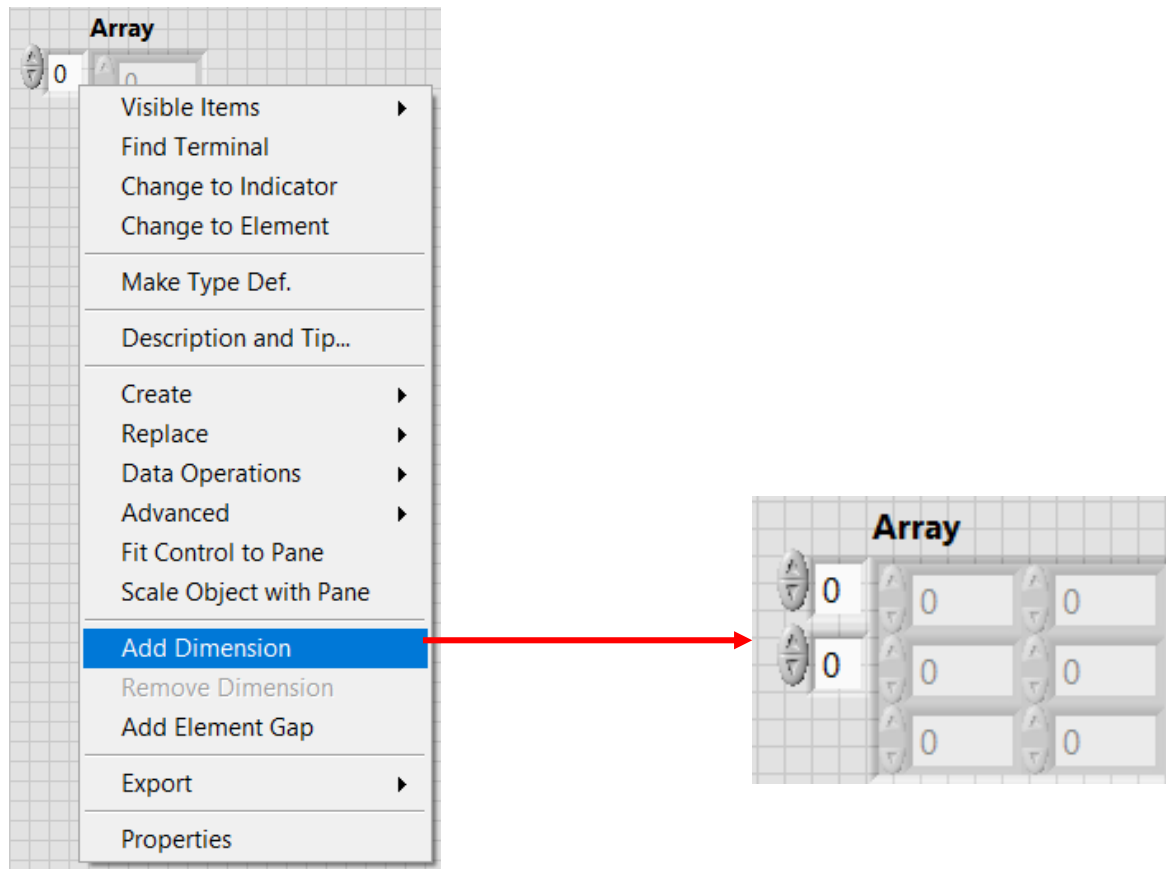 Array
0 0
Visible Items
Find Terminal
Change to Indicator
Change to Element
Make Type Def.
Description and Tip...
Create
Replace
Data Operations
Advanced
Fit Control to Pane
Scale Object with Pane
Add Dimension
Remove Dimension
Add Element Gap
Export
Properties
Array
0 0 0
0 0 0
0 0